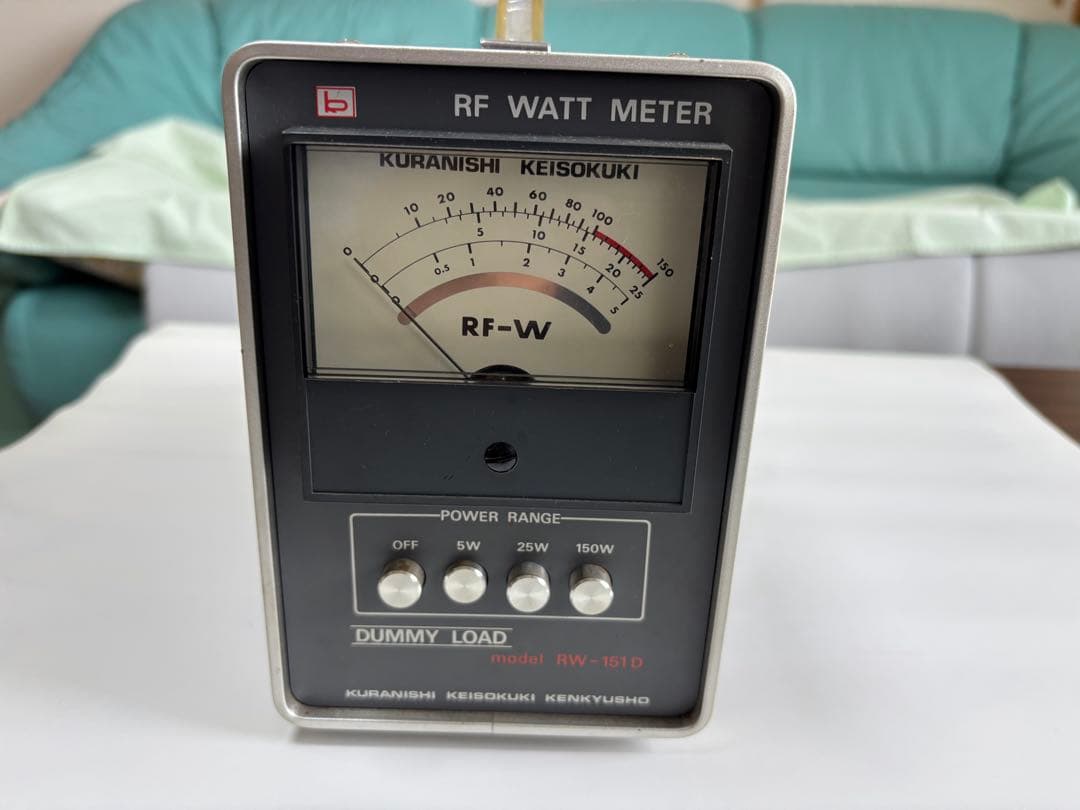 RF WATT METER
KURANISHI KEISOKUKI
0 10 20 40 60 80 100 150
0 5 10 15 20 25
0 0.5 1 2 3 4 5
RF-W
POWER RANGE
OFF 5W 25W 150W
DUMMY LOAD
model RW-151D
KURANISHI KEISOKUKI KENKYUSHO